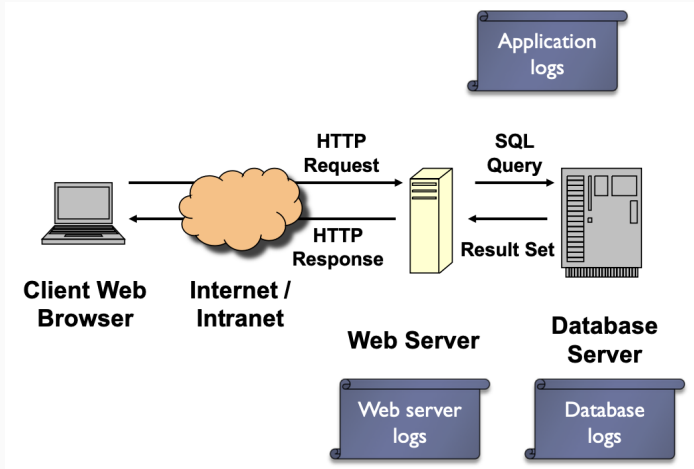 Application
logs
HTTP
Request
SQL
Query
HTTP
Response
Result Set
Client Web
Browser
Internet /
Intranet
Web Server
Database
Server
Web server
logs
Database
logs